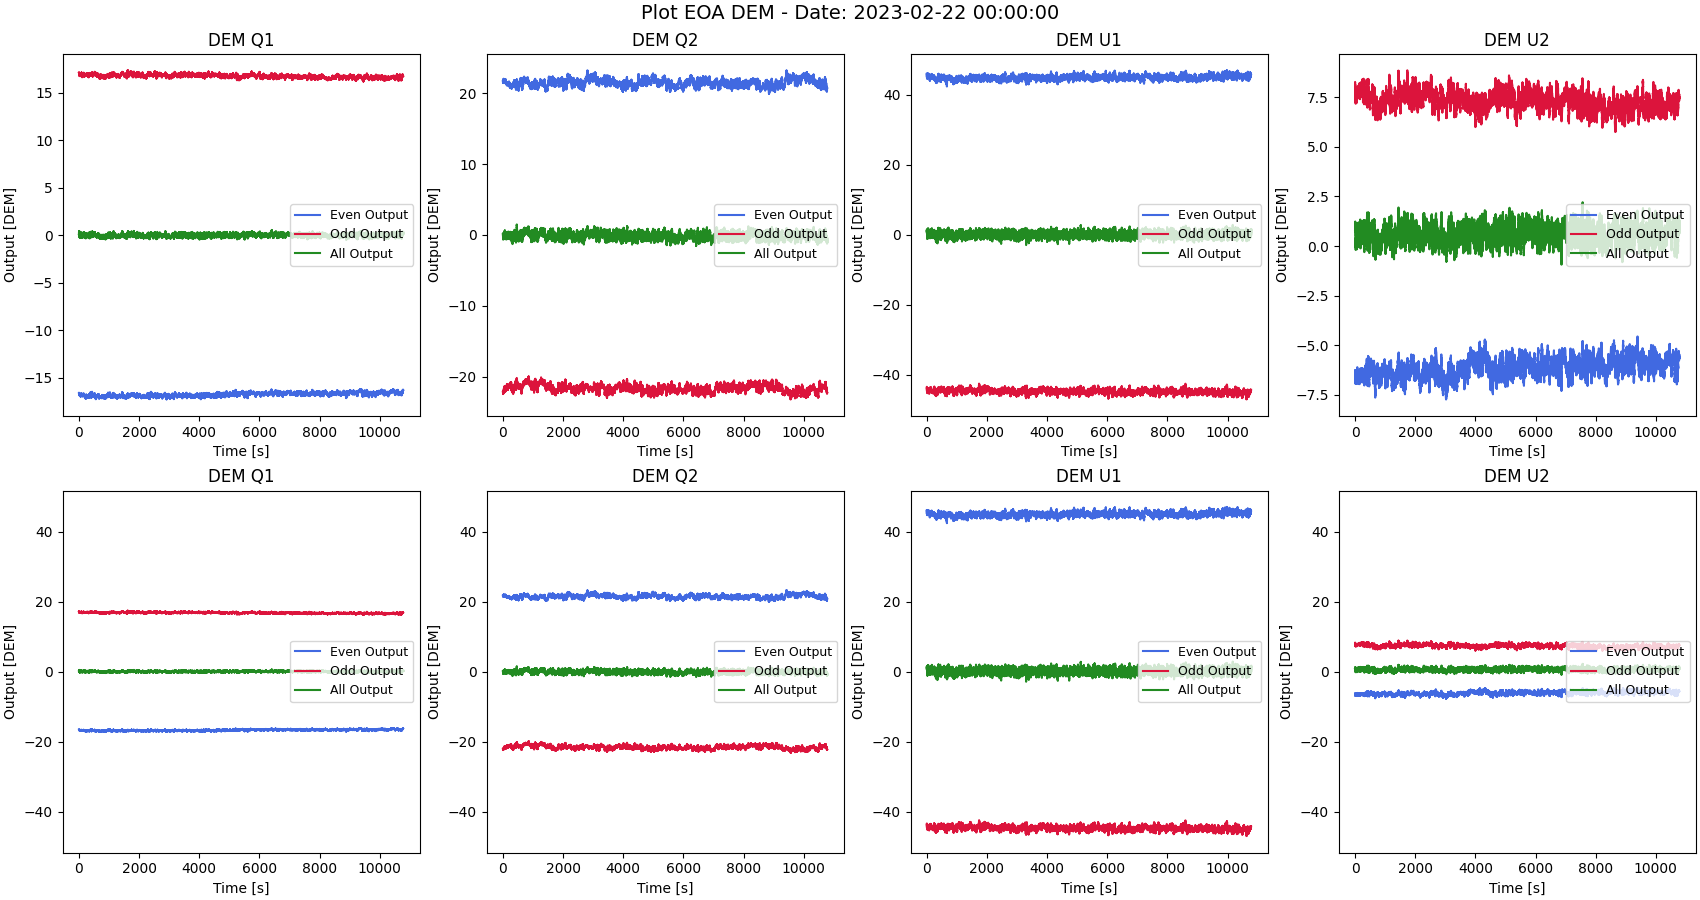 Plot EOA DEM - Date: 2023-02-22 00:00:00
DEM Q1
DEM Q2
DEM U1
DEM U2
Output [DEM]
15
10
5
0
−5
−10
−15
Even Output
Odd Output
All Output
0 2000 4000 6000 8000 10000
Time [s]
Output [DEM]
20
10
0
−10
−20
Even Output
Odd Output
All Output
0 2000 4000 6000 8000 10000
Time [s]
Output [DEM]
40
20
0
−20
−40
Even Output
Odd Output
All Output
0 2000 4000 6000 8000 10000
Time [s]
Output [DEM]
7.5
5.0
2.5
0.0
−2.5
−5.0
−7.5
Even Output
Odd Output
All Output
0 2000 4000 6000 8000 10000
Time [s]
DEM Q1
DEM Q2
DEM U1
DEM U2
Output [DEM]
40
20
0
−20
−40
Even Output
Odd Output
All Output
0 2000 4000 6000 8000 10000
Time [s]
Output [DEM]
40
20
0
−20
−40
Even Output
Odd Output
All Output
0 2000 4000 6000 8000 10000
Time [s]
Output [DEM]
40
20
0
−20
−40
Even Output
Odd Output
All Output
0 2000 4000 6000 8000 10000
Time [s]
Output [DEM]
40
20
0
−20
−40
Even Output
Odd Output
All Output
0 2000 4000 6000 8000 10000
Time [s]